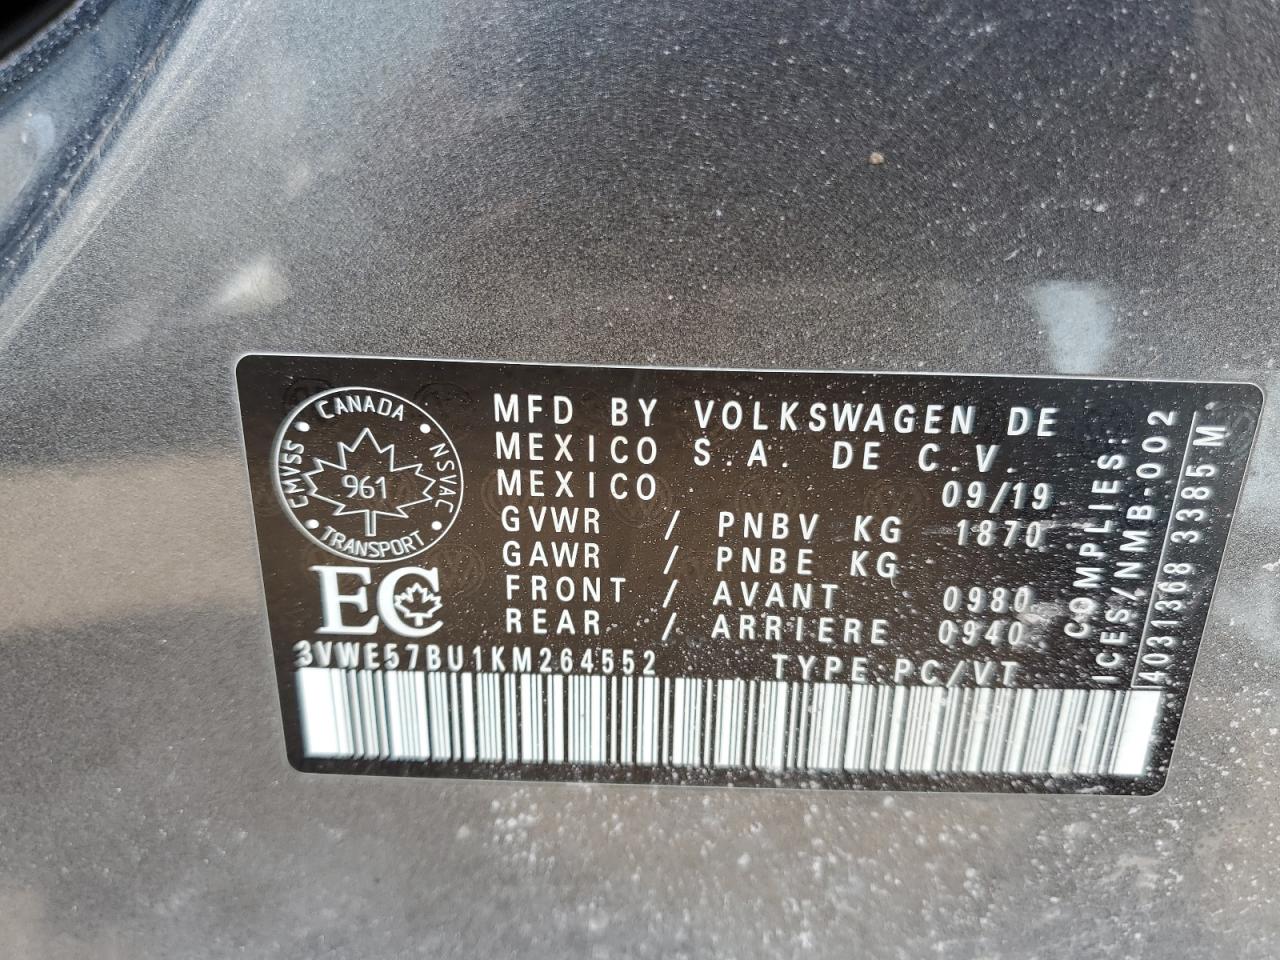 CANADA
CMVSS
NSVAC
961
TRANSPORT
EC
MFD BY VOLKSWAGEN DE
MEXICO S.A. DE C.V.
MEXICO 09/19
GVWR / PNBV KG 1870
GAWR / PNBE KG
FRONT / AVANT 0980
REAR / ARRIERE 0940
3VWE57BU1KM264552 TYPE:PC/VT
COMPLIES:
ICES/NMB-002
4031368 3385 M